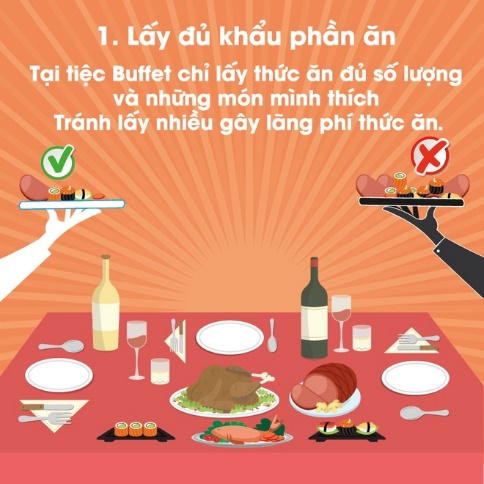 1. Lấy đủ khẩu phần ăn
Tại tiệc Buffet chỉ lấy thức ăn đủ số lượng
và những món mình thích
Tránh lấy nhiều gây lãng phí thức ăn.